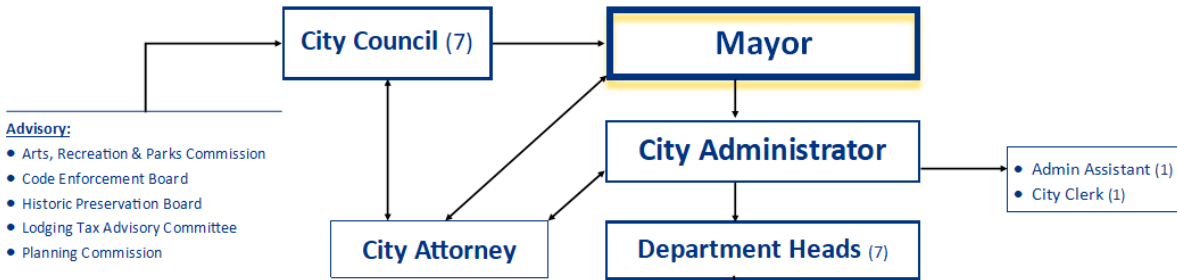 City Council (7)
Mayor
Advisory:
• Arts, Recreation & Parks Commission
• Code Enforcement Board
• Historic Preservation Board
• Lodging Tax Advisory Committee
• Planning Commission
City Administrator
• Admin Assistant (1)
• City Clerk (1)
City Attorney
Department Heads (7)